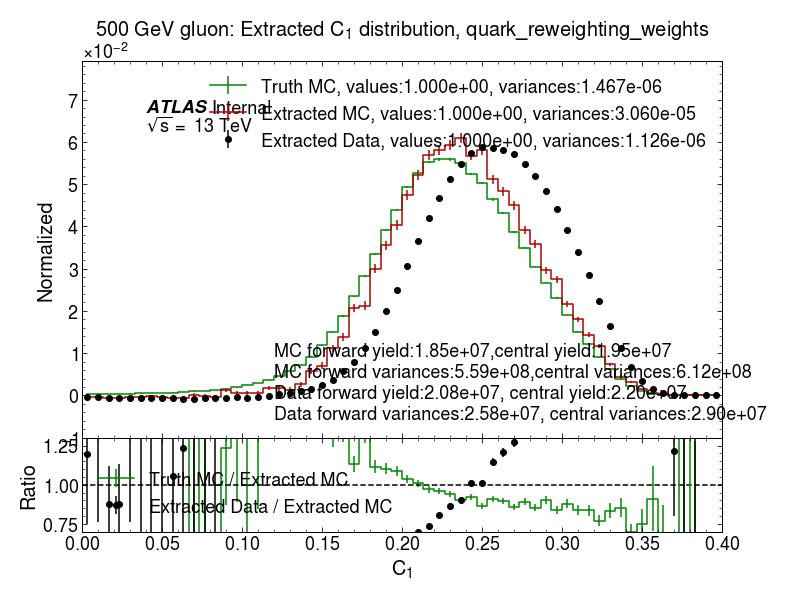 500 GeV gluon: Extracted C₁ distribution, quark_reweighting_weights
×10⁻²
Truth MC, values:1.000e+00, variances:1.467e-06
ATLAS Internal
Extracted MC, values:1.000e+00, variances:3.060e-05
√s = 13 TeV
Extracted Data, values:1.000e+00, variances:1.126e-06
7
6
5
4
3
2
1
0
Normalized
MC forward yield:1.85e+07,central yield:1.95e+07
MC forward variances:5.59e+08,central variances:6.12e+08
Data forward yield:2.08e+07, central yield:2.20e+07
Data forward variances:2.58e+07, central variances:2.90e+07
1.25
1.00
0.75
Ratio
Truth MC / Extracted MC
Extracted Data / Extracted MC
0.00 0.05 0.10 0.15 0.20 0.25 0.30 0.35 0.40
C₁